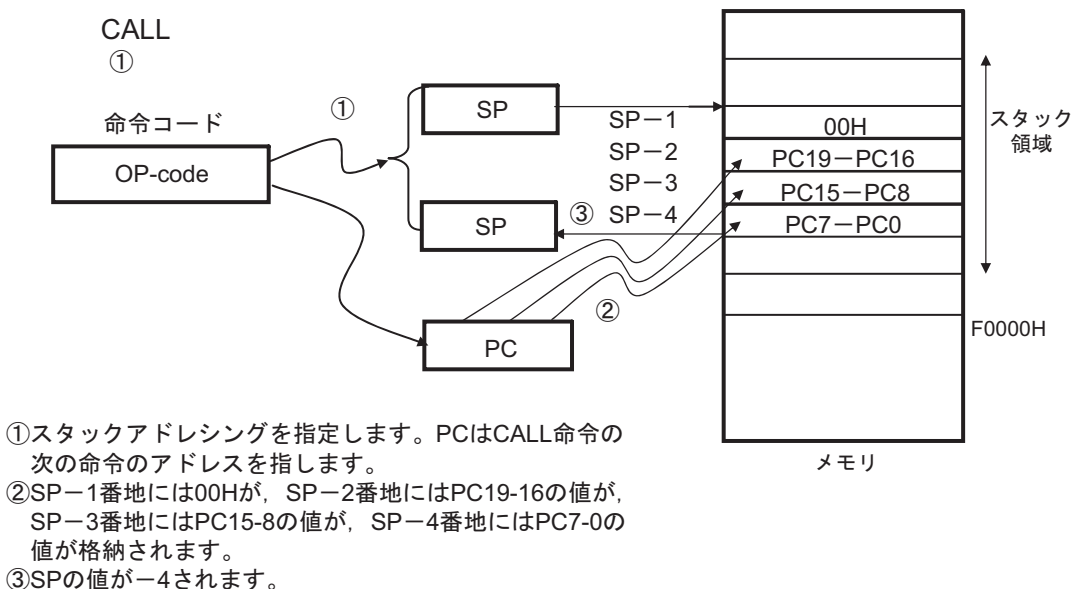 CALL
①
命令コード
OP-code
①
SP
SP
PC
SP－1
SP－2
SP－3
SP－4
③
②
00H
PC19－PC16
PC15－PC8
PC7－PC0
スタック
領域
F0000H
メモリ
①スタックアドレシングを指定します。PCはCALL命令の
次の命令のアドレスを指します。
②SP－1番地には00Hが，SP－2番地にはPC19-16の値が，
SP－3番地にはPC15-8の値が，SP－4番地にはPC7-0の
値が格納されます。
③SPの値が－4されます。